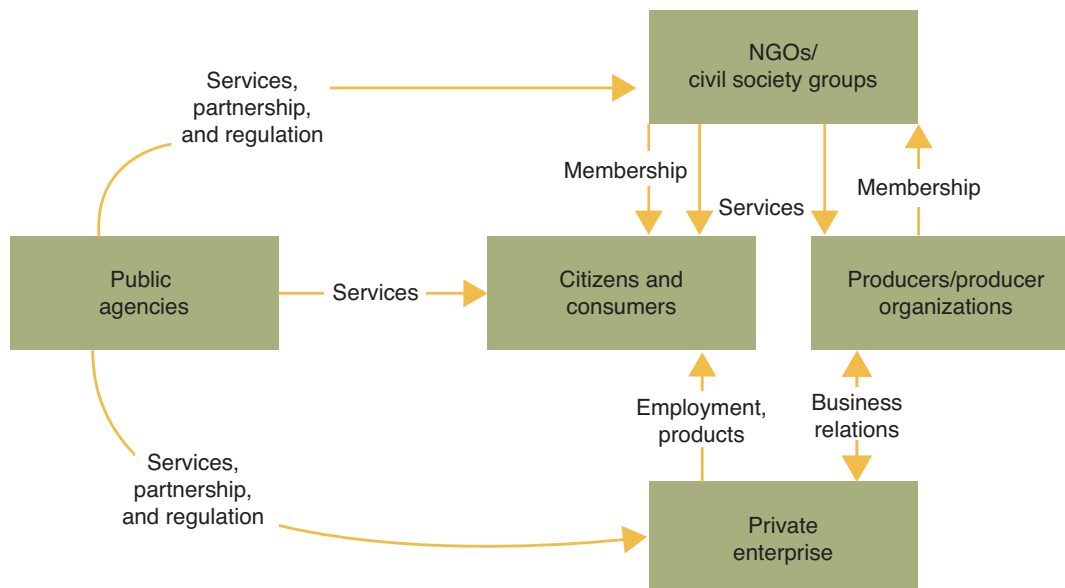 NGOs/
civil society groups
Services,
partnership,
and regulation
Membership
Services
Membership
Public
agencies
Services
Citizens and
consumers
Producers/producer
organizations
Employment,
products
Business
relations
Services,
partnership,
and regulation
Private
enterprise